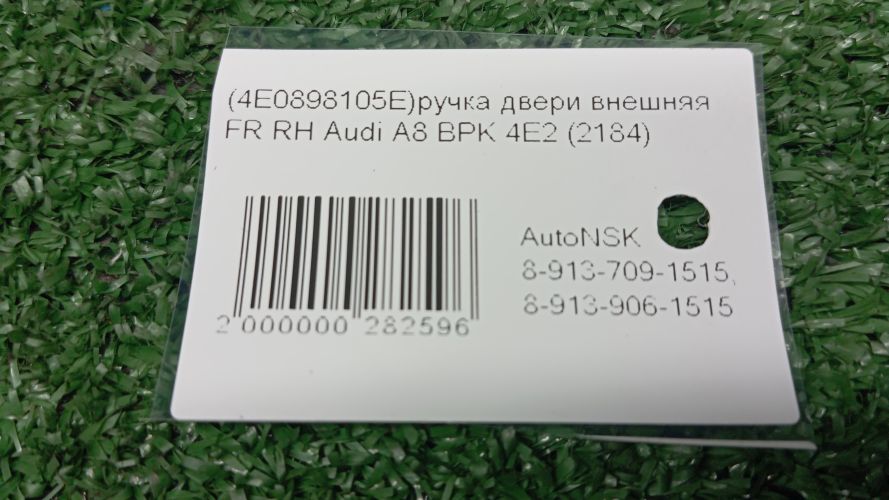 (4E0898105E)ручка двери внешняя
FR RH Audi A8 BPK 4E2 (2184)
AutoNSK
8-913-709-1515,
8-913-906-1515
2 000000 282596